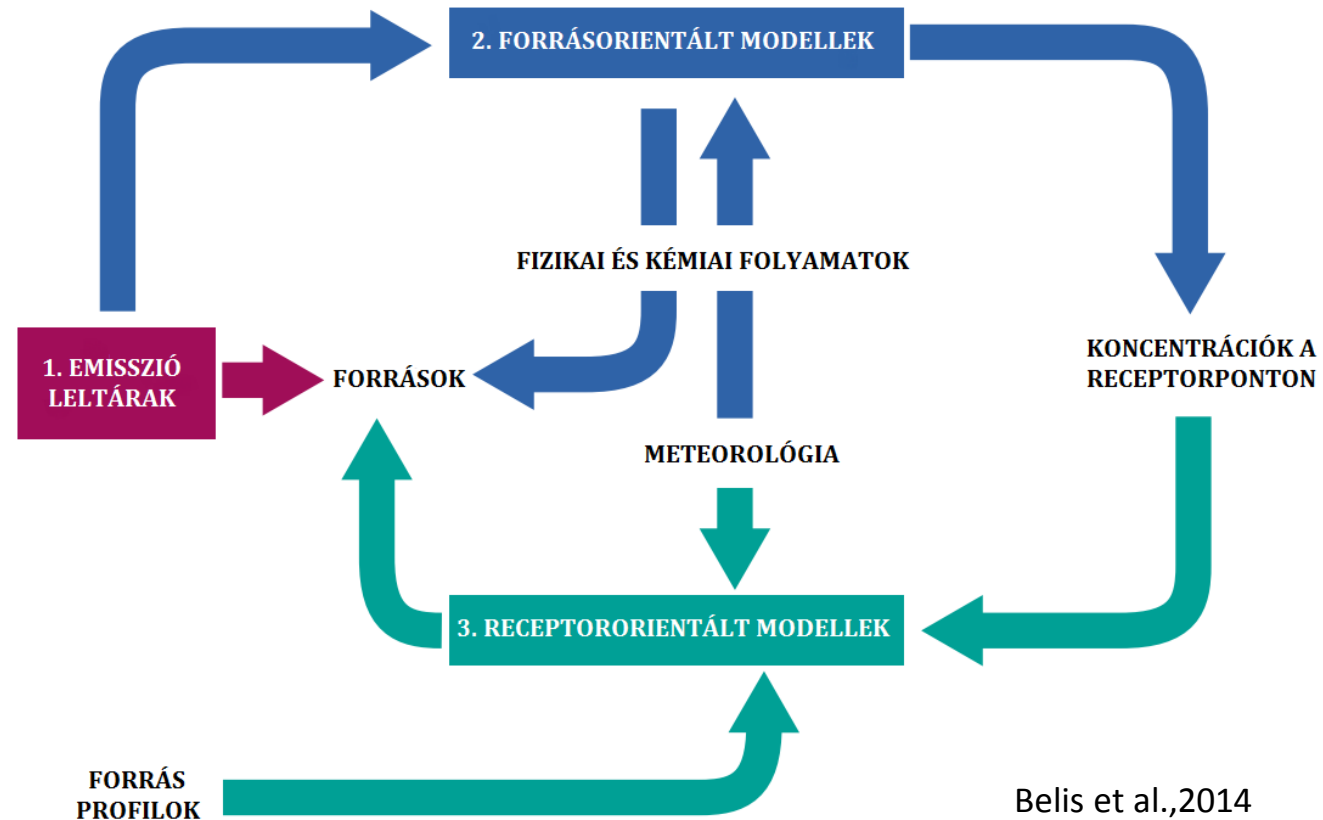 2. FORRÁSORIENTÁLT MODELLEK
FIZIKAI ÉS KÉMIAI FOLYAMATOK
1. EMISSZIÓ
LELTÁRAK
FORRÁSOK
KONCENTRÁCIÓK A
RECEPTORPONTON
METEOROLÓGIA
3. RECEPTORORIENTÁLT MODELLEK
FORRÁS
PROFILOK
Belis et al.,2014